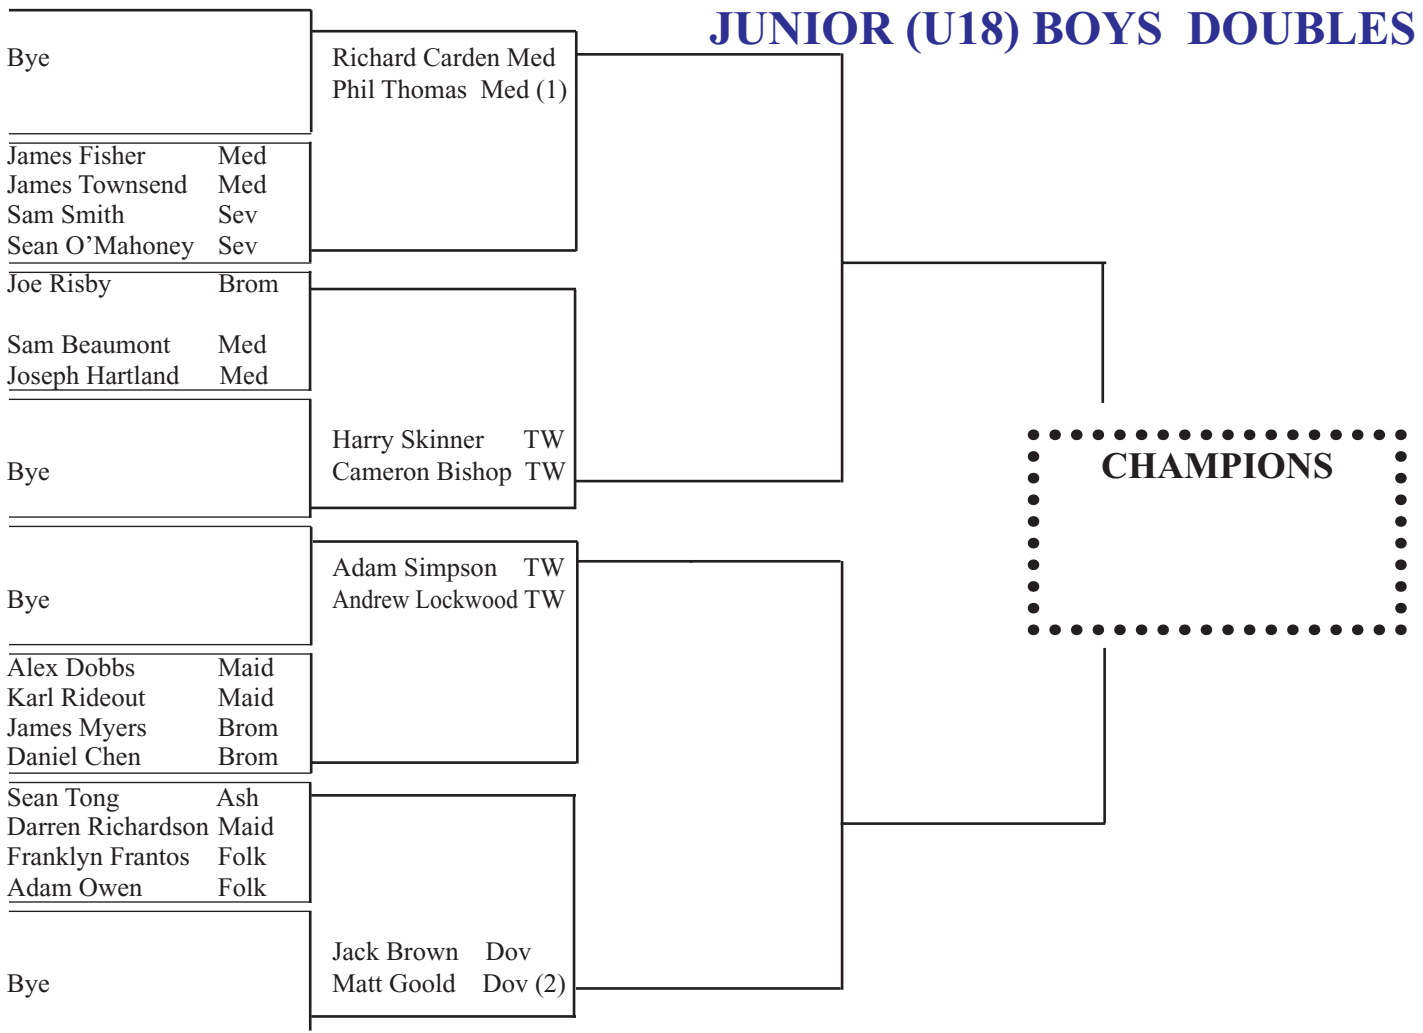 JUNIOR (U18) BOYS DOUBLES
Bye
Richard Carden Med
Phil Thomas Med (1)
James Fisher Med
James Townsend Med
Sam Smith Sev
Sean O’Mahoney Sev
Joe Risby Brom
Sam Beaumont Med
Joseph Hartland Med
Bye
Harry Skinner TW
Cameron Bishop TW
CHAMPIONS
Bye
Adam Simpson TW
Andrew Lockwood TW
Alex Dobbs Maid
Karl Rideout Maid
James Myers Brom
Daniel Chen Brom
Sean Tong Ash
Darren Richardson Maid
Franklyn Frantos Folk
Adam Owen Folk
Bye
Jack Brown Dov
Matt Goold Dov (2)